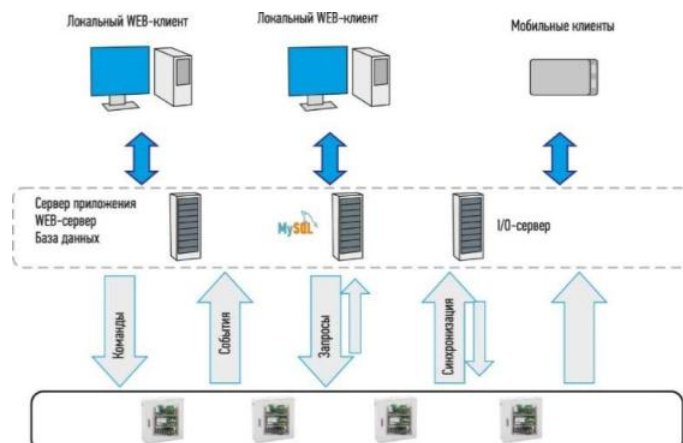 Локальный WEB-клиент
Локальный WEB-клиент
Мобильные клиенты
Сервер приложения
WEB-сервер
База данных
MySQL
I/O-сервер
Команды
События
Запросы
Синхронизация